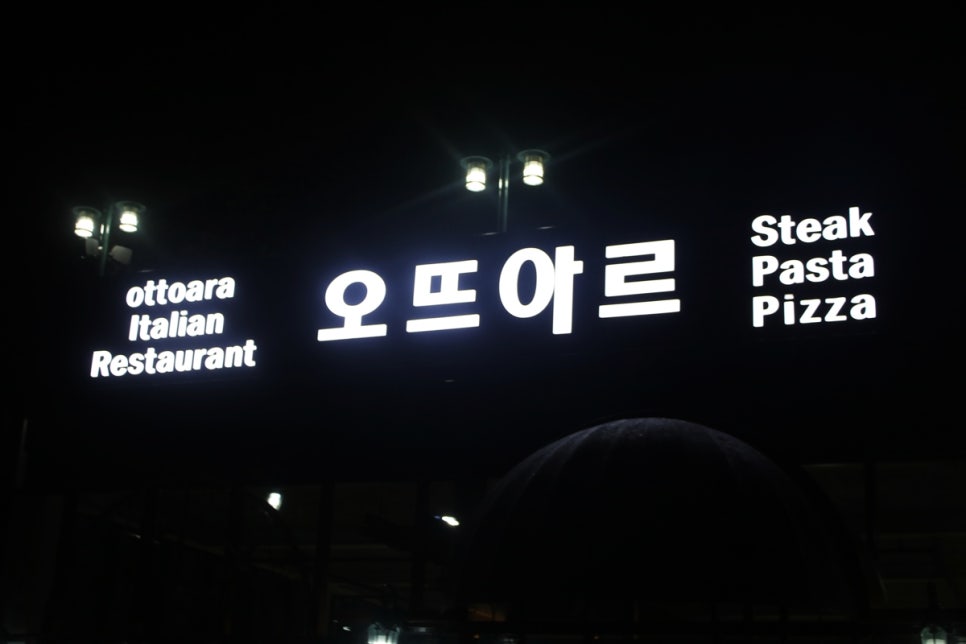 ottoara
Italian
Restaurant
오뜨아르
Steak
Pasta
Pizza